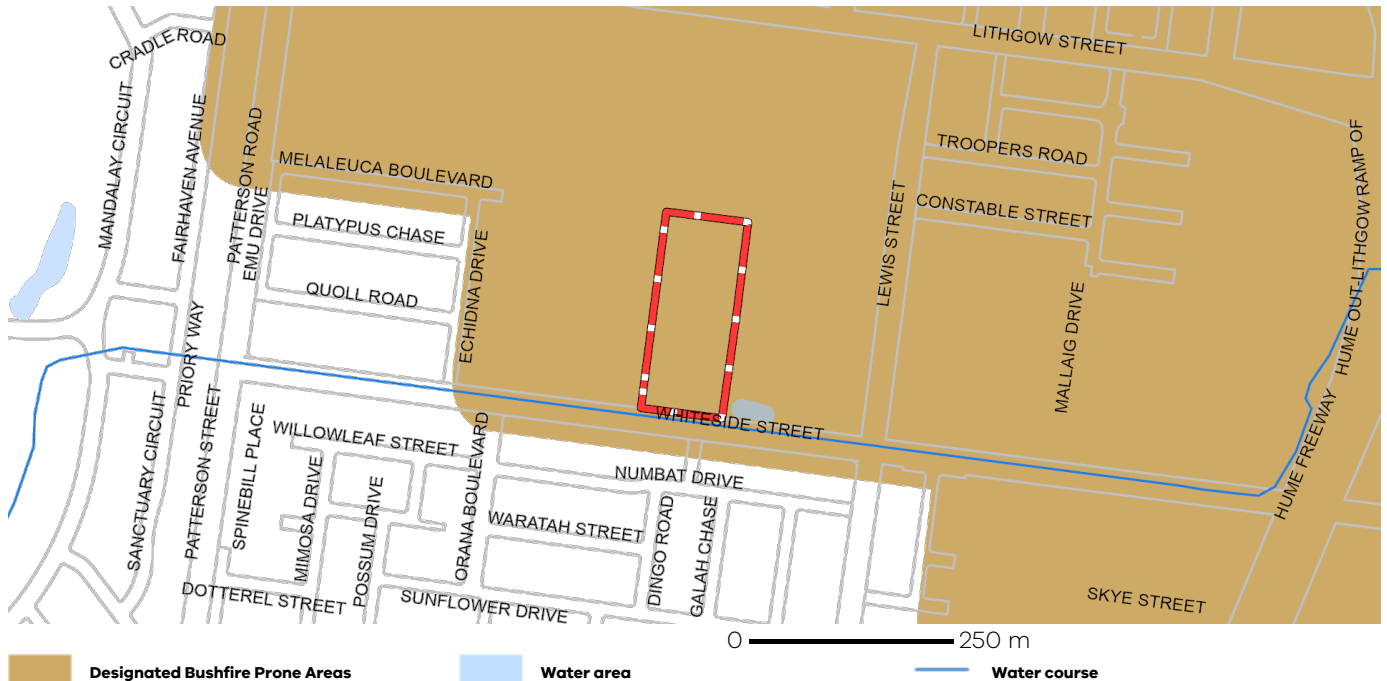 LITHGOW STREET
CRADLE ROAD
MANDALAY CIRCUIT
FAIRHAVEN AVENUE
PATTERSON ROAD
EMU DRIVE
MELALEUCA BOULEVARD
PLATYPUS CHASE
QUOLL ROAD
ECHIDNA DRIVE
LEWIS STREET
TROOPERS ROAD
CONSTABLE STREET
MALLAIG DRIVE
HUME OUT-LITHGOW RAMP OF
HUME FREEWAY
PRIORY WAY
PATTERSON STREET
SANCTUARY CIRCUIT
SPINEBILL PLACE
WILLOWLEAF STREET
MIMOSA DRIVE
POSSUM DRIVE
ORANA BOULEVARD
WHITESIDE STREET
NUMBAT DRIVE
WARATAH STREET
DINGO ROAD
GALAH CHASE
DOTTEREL STREET
SUNFLOWER DRIVE
SKYE STREET
0 250 m
Designated Bushfire Prone Areas
Water area
Water course